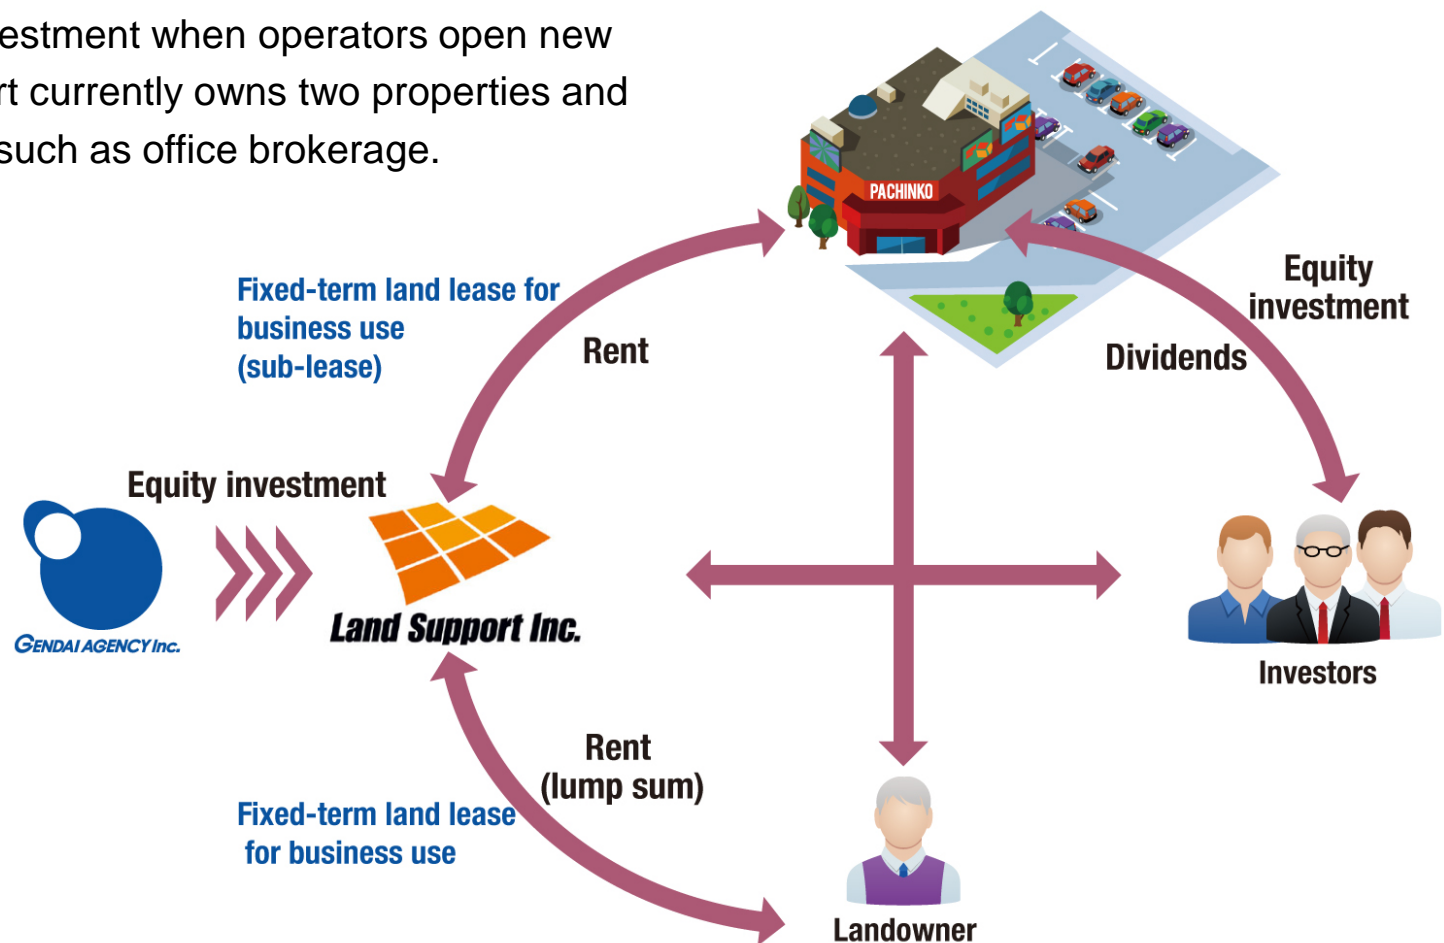 estment when operators open new
rt currently owns two properties and
such as office brokerage.
PACHINKO
Fixed-term land lease for
business use
(sub-lease)
Rent
Equity
investment
Dividends
Equity investment
GENDAI AGENCY Inc.
Land Support Inc.
Investors
Rent
(lump sum)
Fixed-term land lease
for business use
Landowner